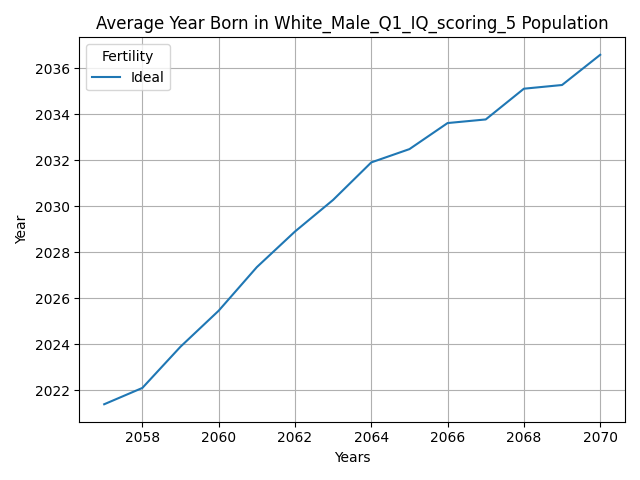 Average Year Born in White_Male_Q1_IQ_scoring_5 Population
Fertility
Ideal
2036
2034
2032
2030
2028
2026
2024
2022
Year
2058 2060 2062 2064 2066 2068 2070
Years